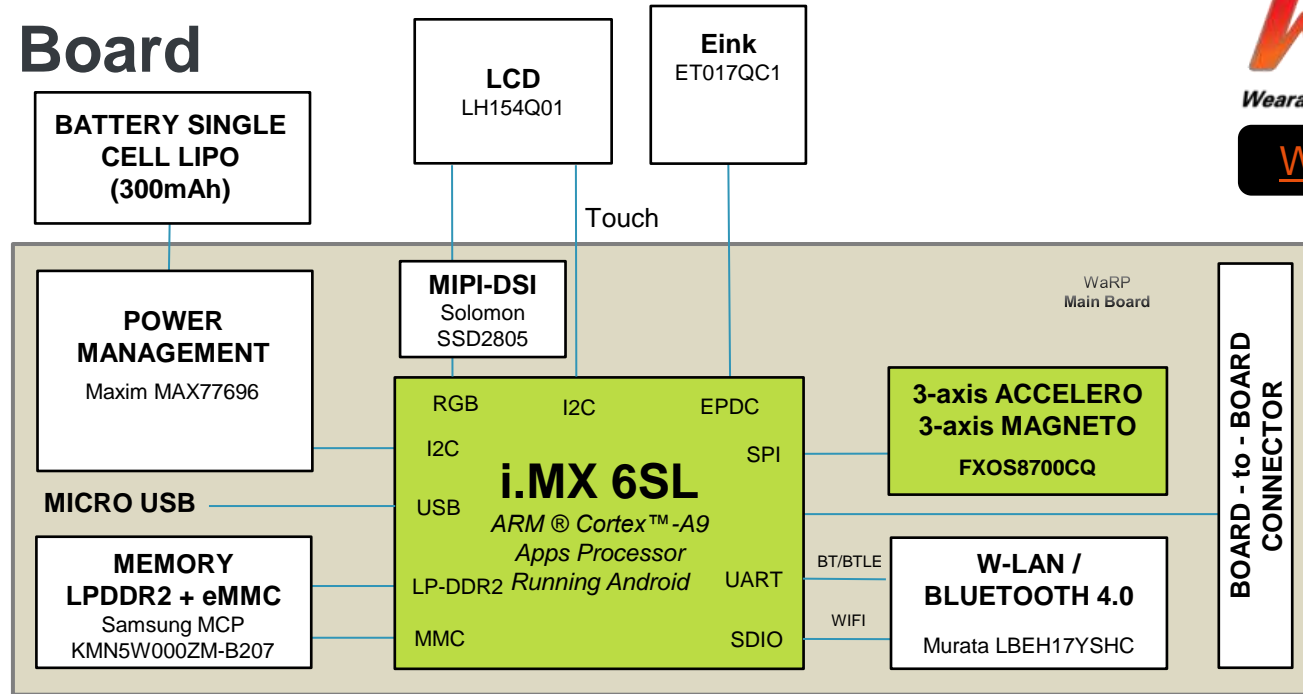 Board
BATTERY SINGLE
CELL LIPO
(300mAh)
LCD
LH154Q01
Eink
ET017QC1
Touch
POWER
MANAGEMENT
Maxim MAX77696
MIPI-DSI
Solomon
SSD2805
WaRP
Main Board
RGB
I2C
EPDC
I2C
SPI
USB
i.MX 6SL
ARM ® Cortex™-A9
Apps Processor
Running Android
LP-DDR2
UART
MMC
SDIO
MICRO USB
MEMORY
LPDDR2 + eMMC
Samsung MCP
KMN5W000ZM-B207
3-axis ACCELERO
3-axis MAGNETO
FXOS8700CQ
BT/BTLE
WIFI
W-LAN /
BLUETOOTH 4.0
Murata LBEH17YSHC
BOARD - to - BOARD
CONNECTOR